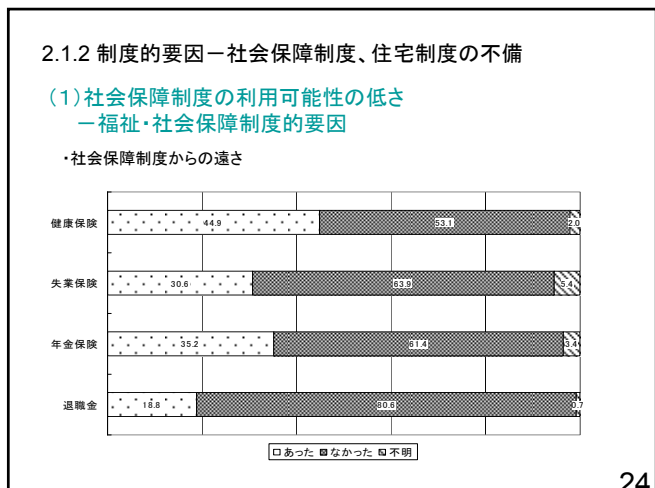 2.1.2 制度的要因－社会保障制度、住宅制度の不備
（１）社会保障制度の利用可能性の低さ
－福祉・社会保障制度的要因
・社会保障制度からの遠さ
健康保険 44.9 53.1 2.0
失業保険 30.6 63.9 5.4
年金保険 35.2 61.4 3.4
退職金 18.8 80.6 0.7
あった なかった 不明
24